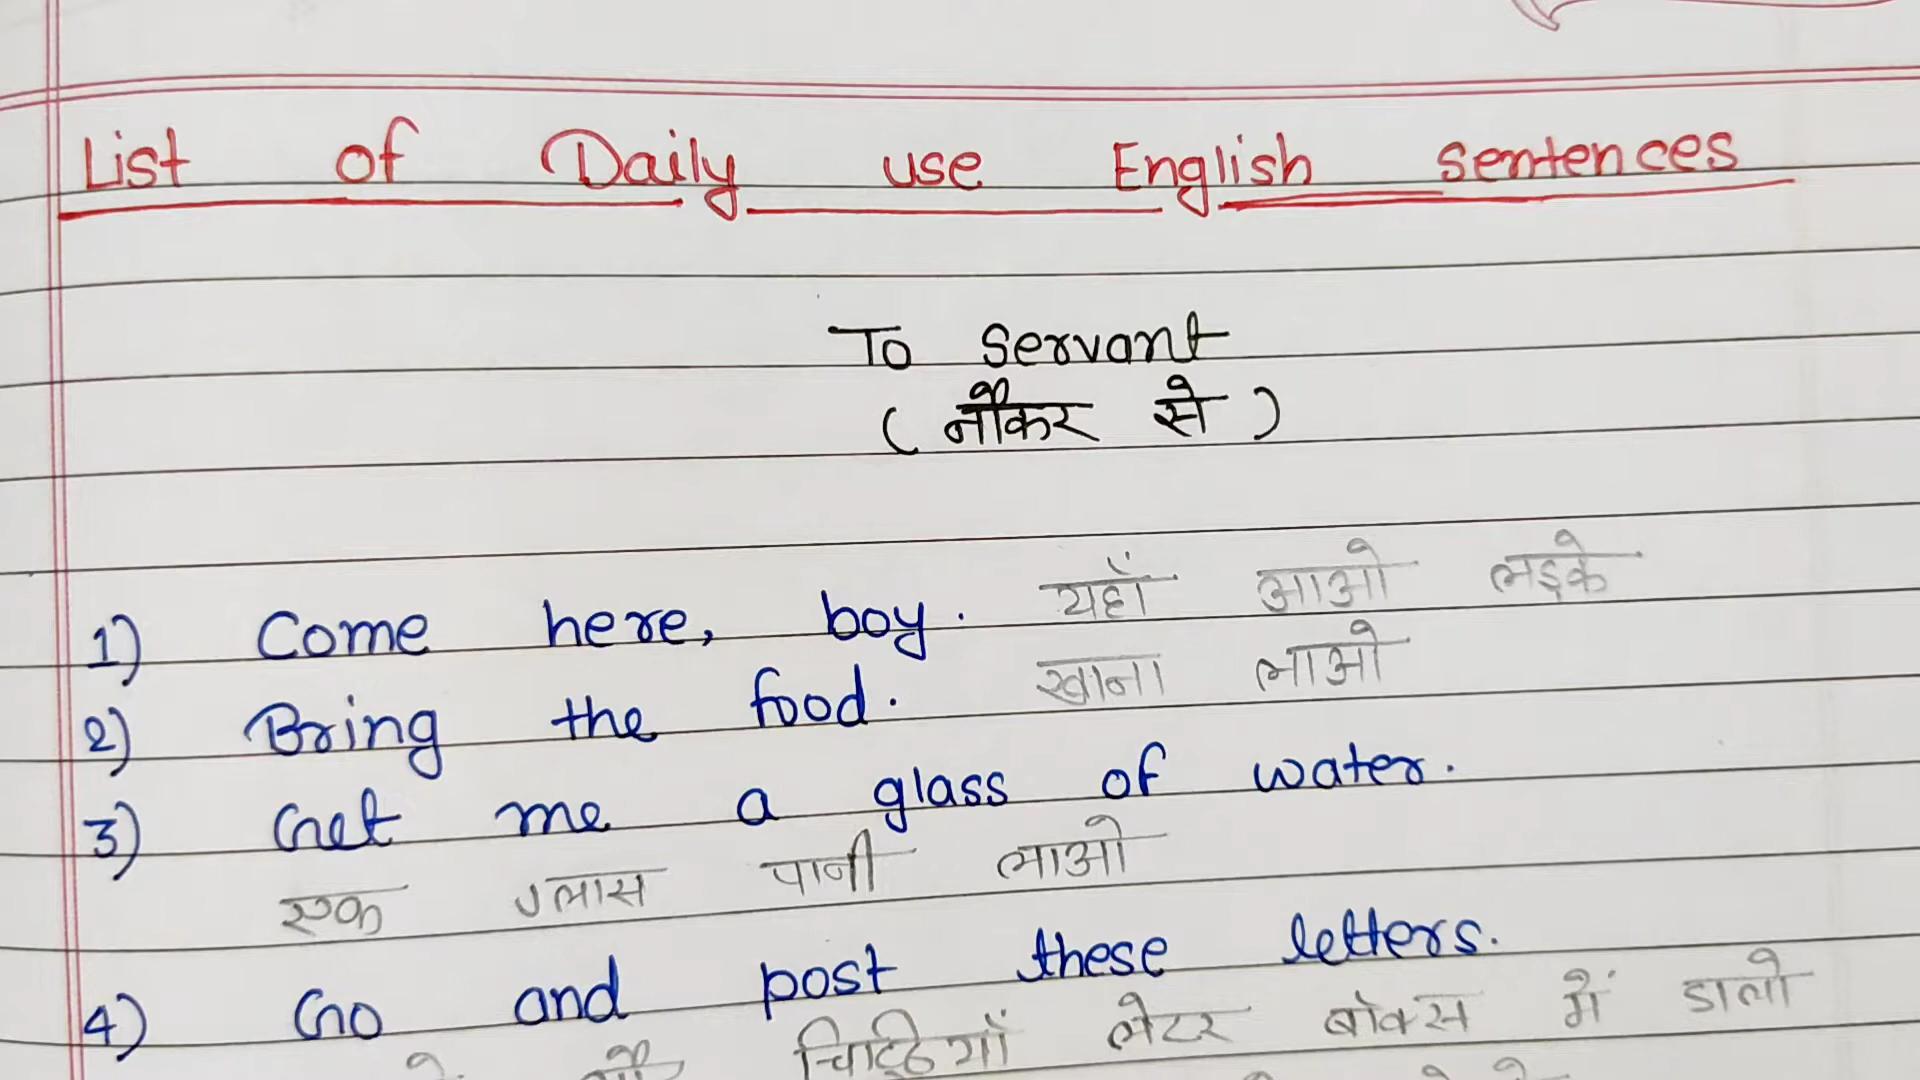 List of Daily use English sentences
To servant
(नौकर से)
1) Come here, boy. यहाँ आओ लड़के
2) Bring the food. खाना लाओ
3) Get me a glass of water.
एक ग्लास पानी लाओ
4) Go and post these letters.
चिट्ठियाँ लेटर बॉक्स में डालो